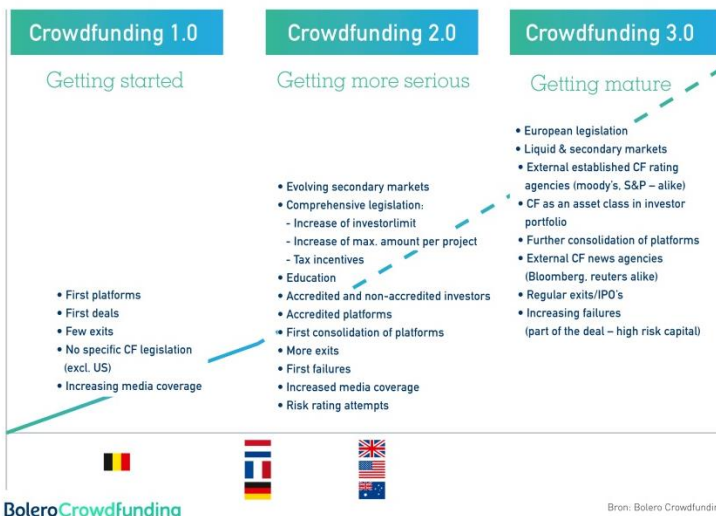 Crowdfunding 1.0
Getting started
• First platforms
• First deals
• Few exits
• No specific CF legislation
(excl. US)
• Increasing media coverage
Crowdfunding 2.0
Getting more serious
• Evolving secondary markets
• Comprehensive legislation:
- Increase of investorlimit
- Increase of max. amount per project
- Tax incentives
• Education
• Accredited and non-accredited investors
• Accredited platforms
• First consolidation of platforms
• More exits
• First failures
• Increased media coverage
• Risk rating attempts
Crowdfunding 3.0
Getting mature
• European legislation
• Liquid & secondary markets
• External established CF rating
agencies (moody's, S&P – alike)
• CF as an asset class in investor
portfolio
• Further consolidation of platforms
• External CF news agencies
(Bloomberg, reuters alike)
• Regular exits/IPO's
• Increasing failures
(part of the deal – high risk capital)
BoleroCrowdfunding
Bron: Bolero Crowdfundin